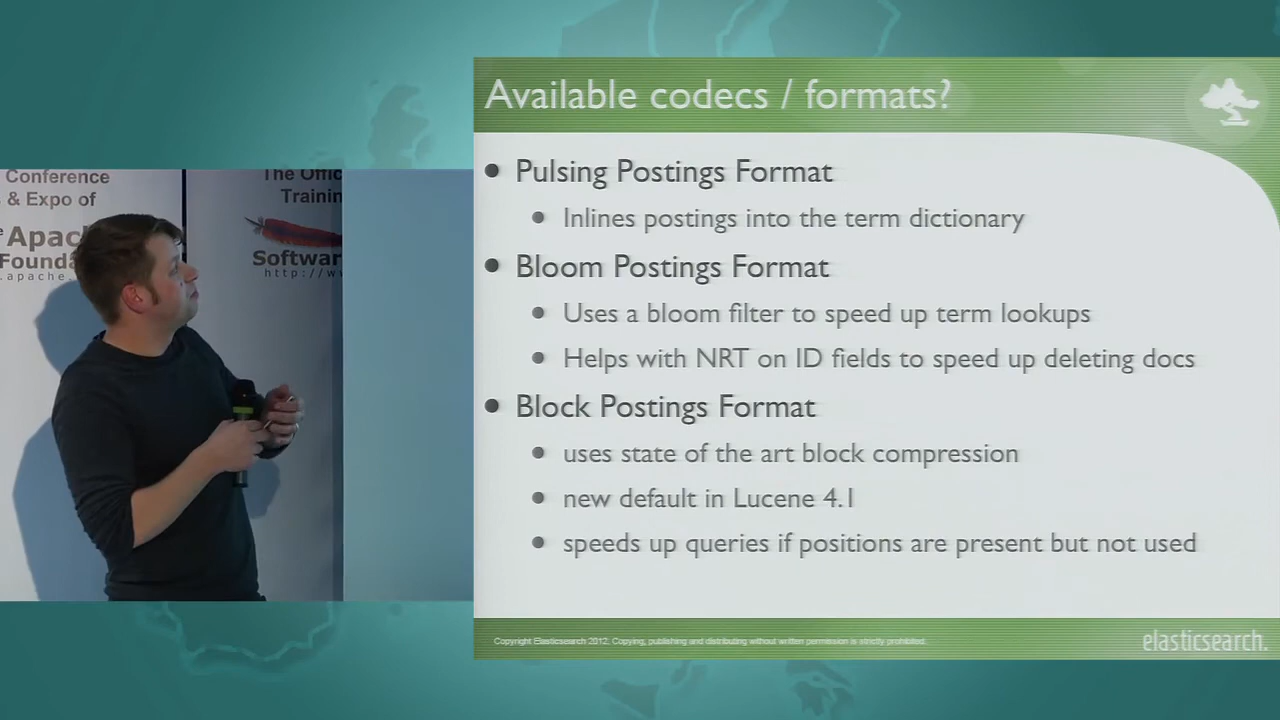 Available codecs / formats?
• Pulsing Postings Format
• Inlines postings into the term dictionary
• Bloom Postings Format
• Uses a bloom filter to speed up term lookups
• Helps with NRT on ID fields to speed up deleting docs
• Block Postings Format
• uses state of the art block compression
• new default in Lucene 4.1
• speeds up queries if positions are present but not used
Copyright Elasticsearch 2012. Copying, publishing and distributing without written permission is strictly prohibited.
elasticsearch.
Conference
& Expo of
Apac
Founda
.apache.
The Offic
Trainin
Softwar
http://w